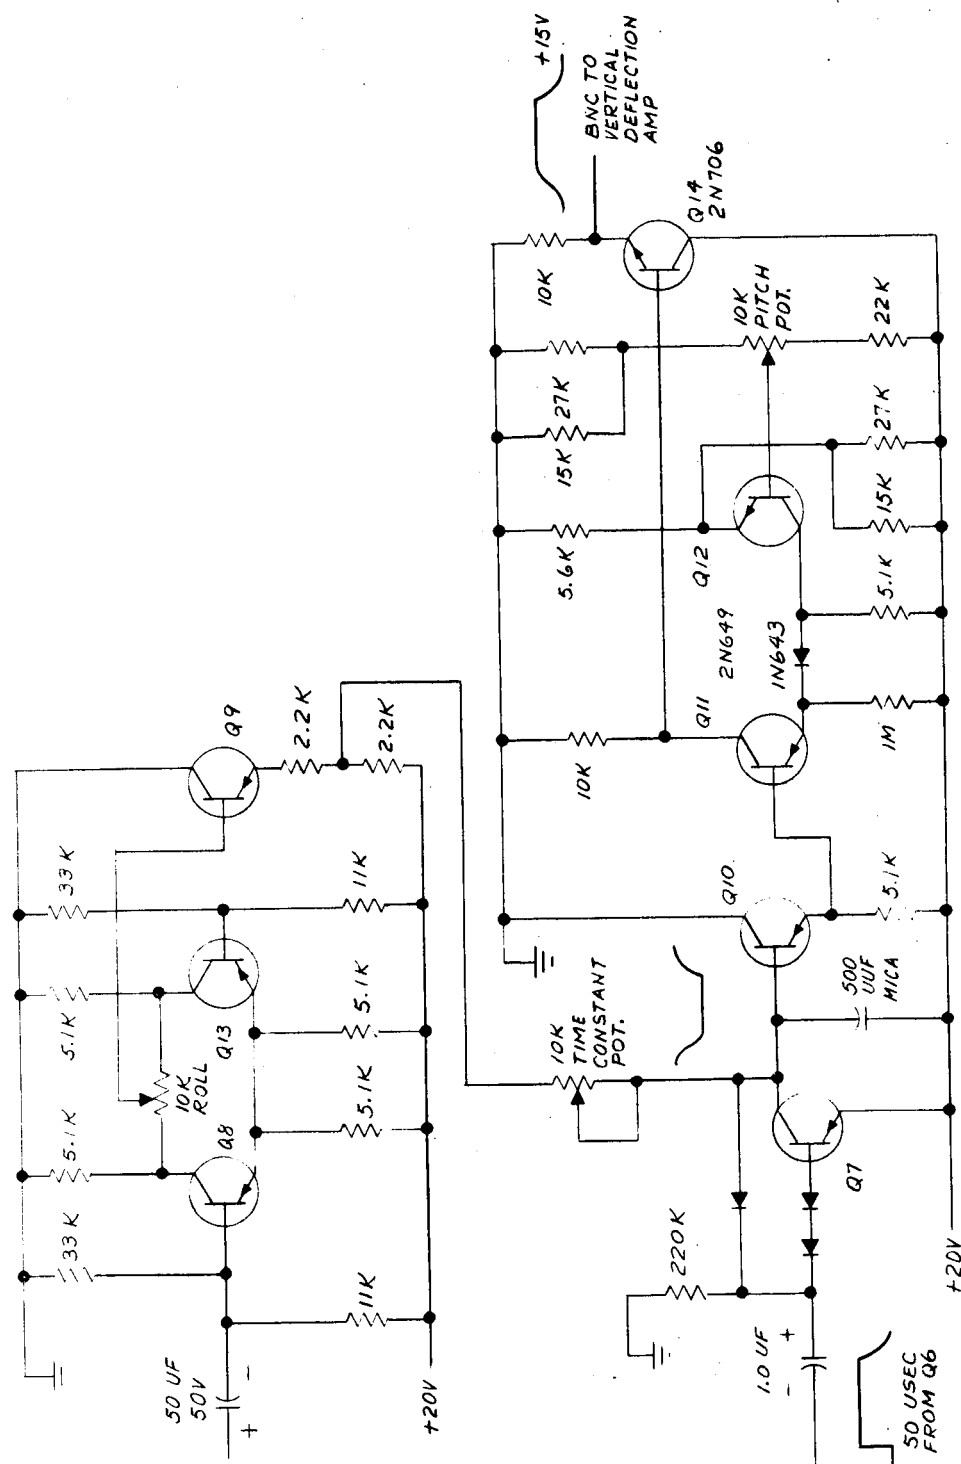 50 UF
50V
+
-
+20V
33K
11K
5.1K
Q8
5.1K
10K
ROLL
Q13
5.1K
5.1K
33K
11K
Q9
2.2K
2.2K
50 USEC
FROM Q6
1.0 UF
+
-
220K
Q7
+20V
10K
TIME
CONSTANT
POT.
500
UUF
MICA
Q10
5.1K
10K
Q11
1M
2N649
1N643
Q12
5.6K
5.1K
15K
27K
15K
27K
10K
PITCH
POT.
22K
10K
Q14
2N706
+15V
BNC TO
VERTICAL
DEFLECTION
AMP